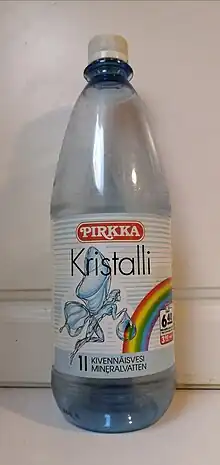 PIRKKA
Kristalli
1l KIVENNÄISVESI
MINERALVATTEN